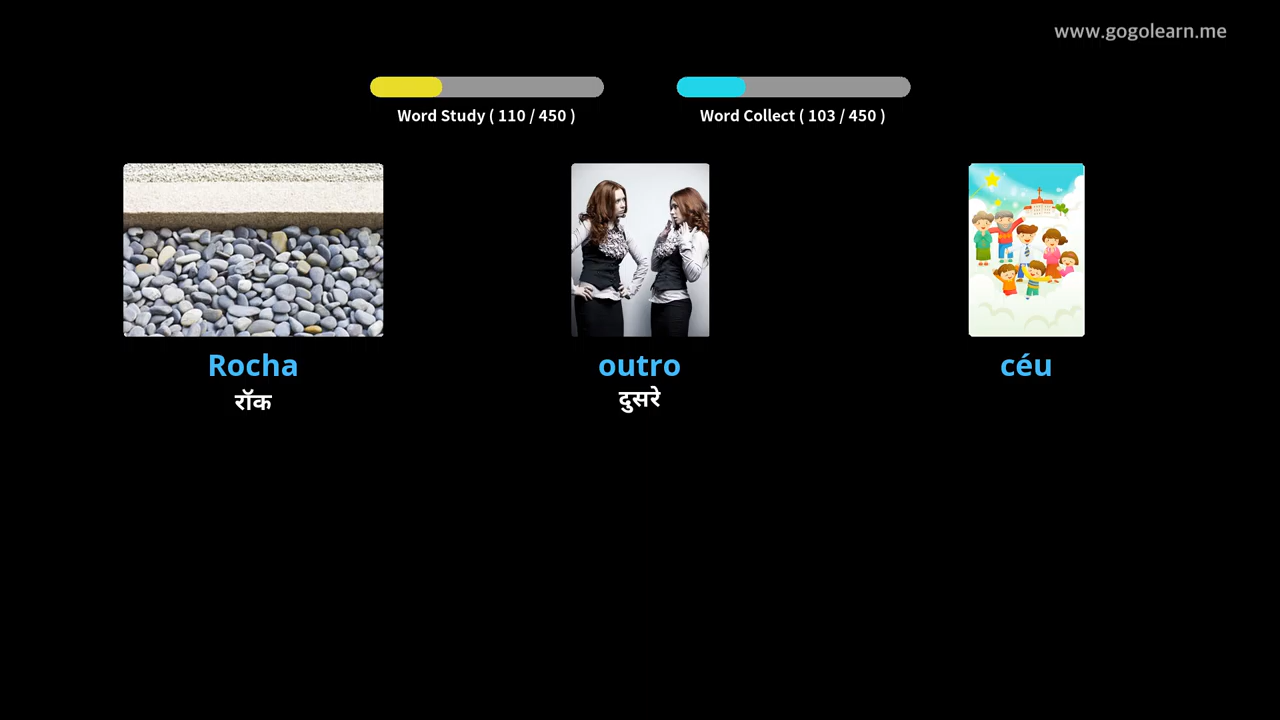 www.gogolearn.me
Word Study ( 110 / 450 )
Word Collect ( 103 / 450 )
Rocha
outro
céu
रॉक
दुसरे